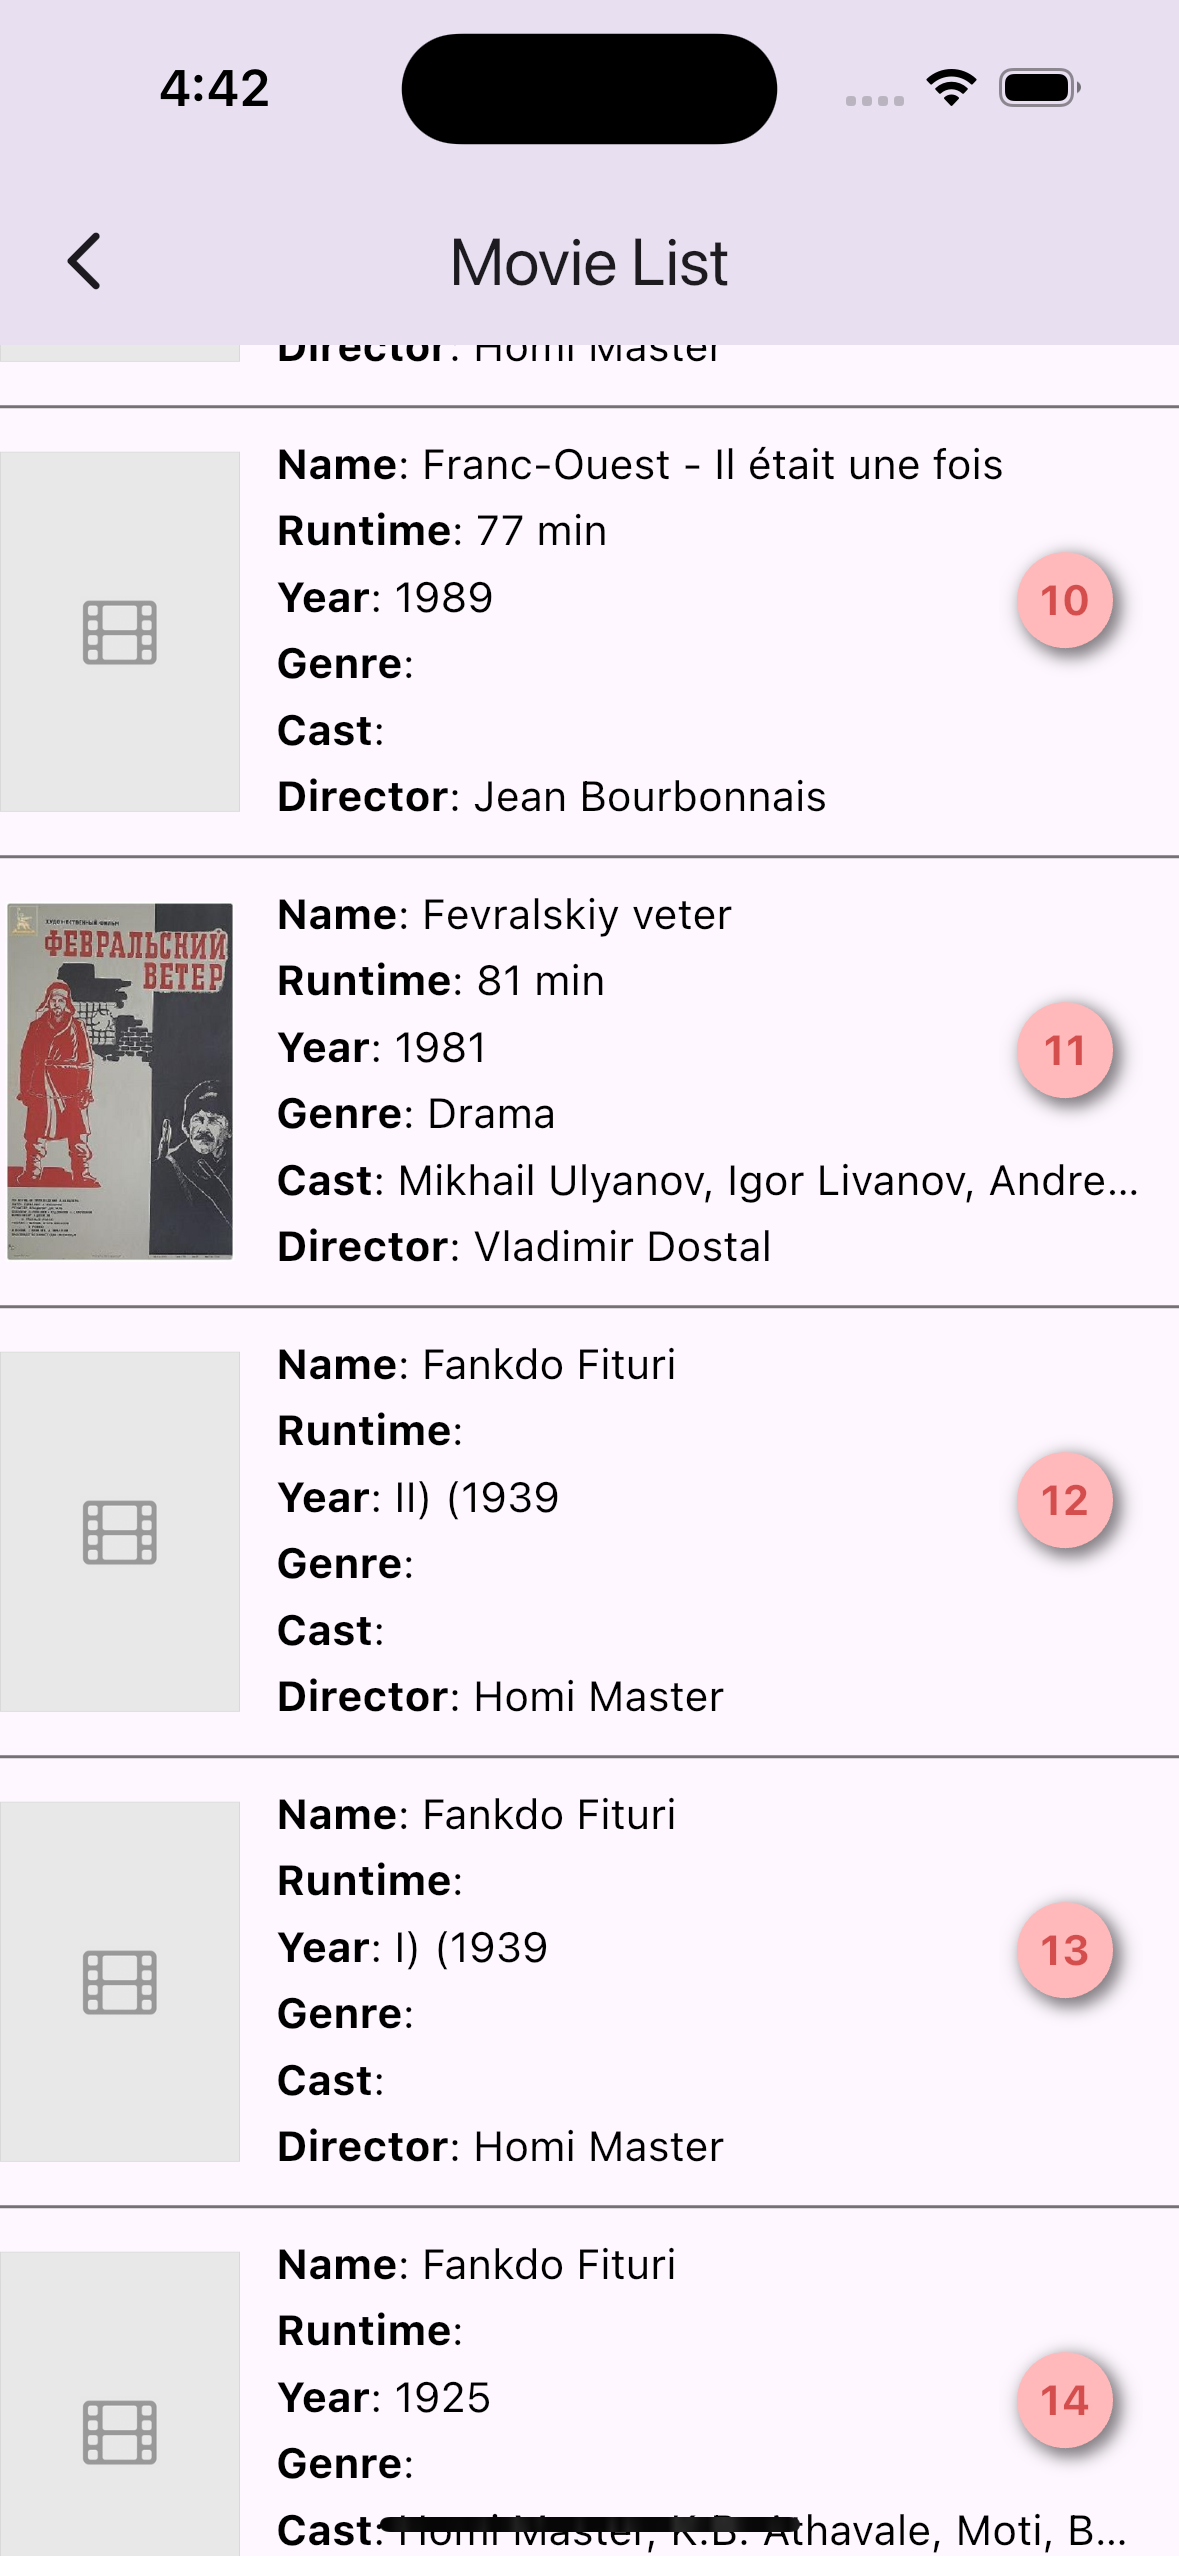 4:42
Movie List
Director: Homi Master
Name: Franc-Ouest - Il était une fois
Runtime: 77 min
Year: 1989
Genre:
Cast:
Director: Jean Bourbonnais
10
ХУДОЖЕСТВЕННЫЙ ФИЛЬМ
ФЕВРАЛЬСКИЙ
ВЕТЕР
Name: Fevralskiy veter
Runtime: 81 min
Year: 1981
Genre: Drama
Cast: Mikhail Ulyanov, Igor Livanov, Andre...
Director: Vladimir Dostal
11
Name: Fankdo Fituri
Runtime:
Year: II) (1939
Genre:
Cast:
Director: Homi Master
12
Name: Fankdo Fituri
Runtime:
Year: I) (1939
Genre:
Cast:
Director: Homi Master
13
Name: Fankdo Fituri
Runtime:
Year: 1925
Genre:
Cast: Homi Master, K.B. Athavale, Moti, B...
14